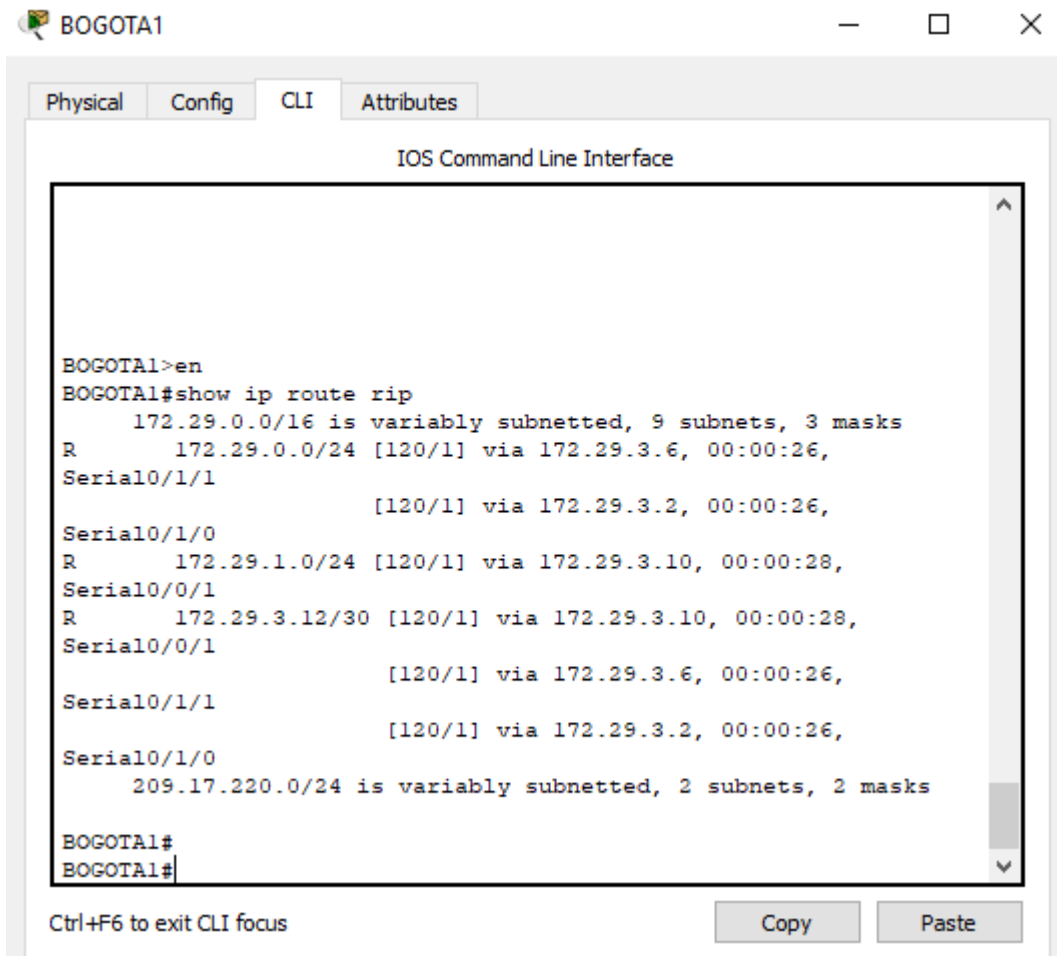 BOGOTA1
Physical Config CLI Attributes
IOS Command Line Interface
BOGOTA1>en
BOGOTA1#show ip route rip
172.29.0.0/16 is variably subnetted, 9 subnets, 3 masks
R 172.29.0.0/24 [120/1] via 172.29.3.6, 00:00:26,
Serial0/1/1
[120/1] via 172.29.3.2, 00:00:26,
Serial0/1/0
R 172.29.1.0/24 [120/1] via 172.29.3.10, 00:00:28,
Serial0/0/1
R 172.29.3.12/30 [120/1] via 172.29.3.10, 00:00:28,
Serial0/0/1
[120/1] via 172.29.3.6, 00:00:26,
Serial0/1/1
[120/1] via 172.29.3.2, 00:00:26,
Serial0/1/0
209.17.220.0/24 is variably subnetted, 2 subnets, 2 masks
BOGOTA1#
BOGOTA1#
Ctrl+F6 to exit CLI focus Copy Paste